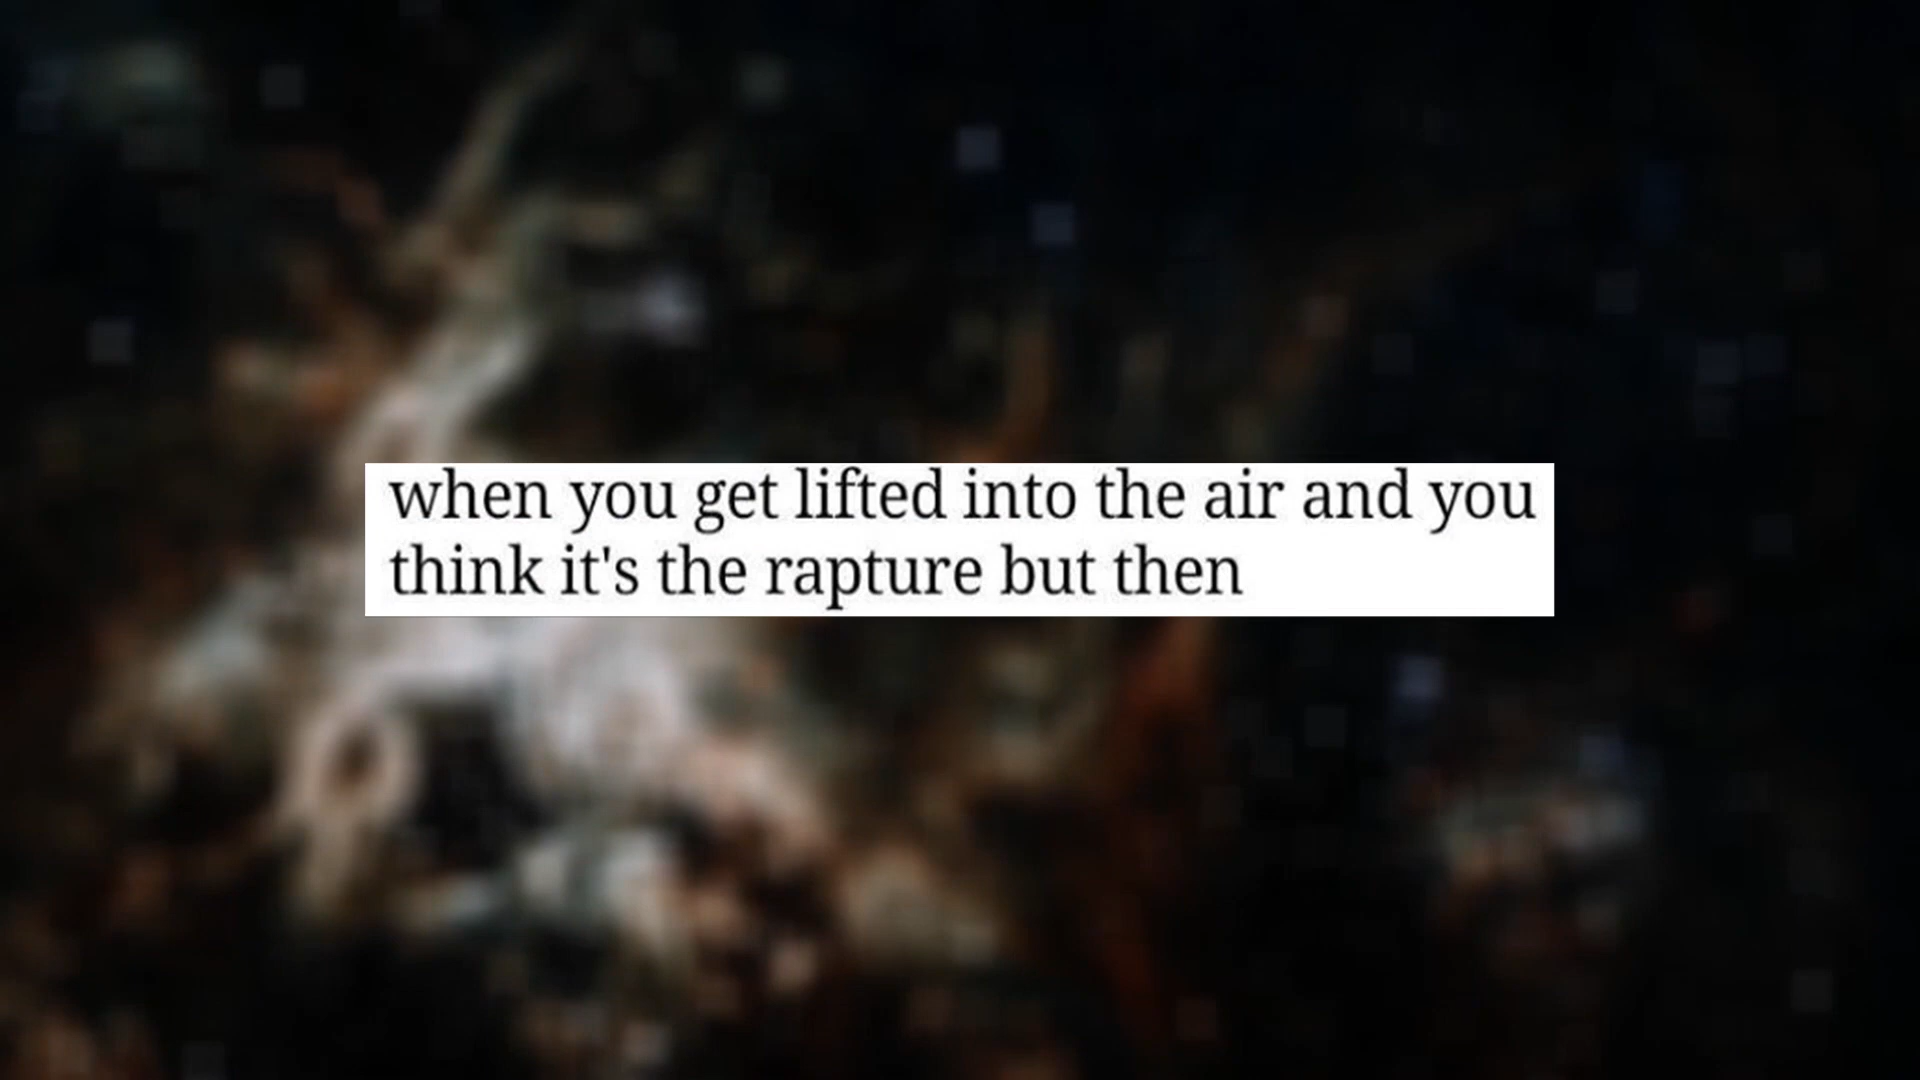 when you get lifted into the air and you
think it's the rapture but then